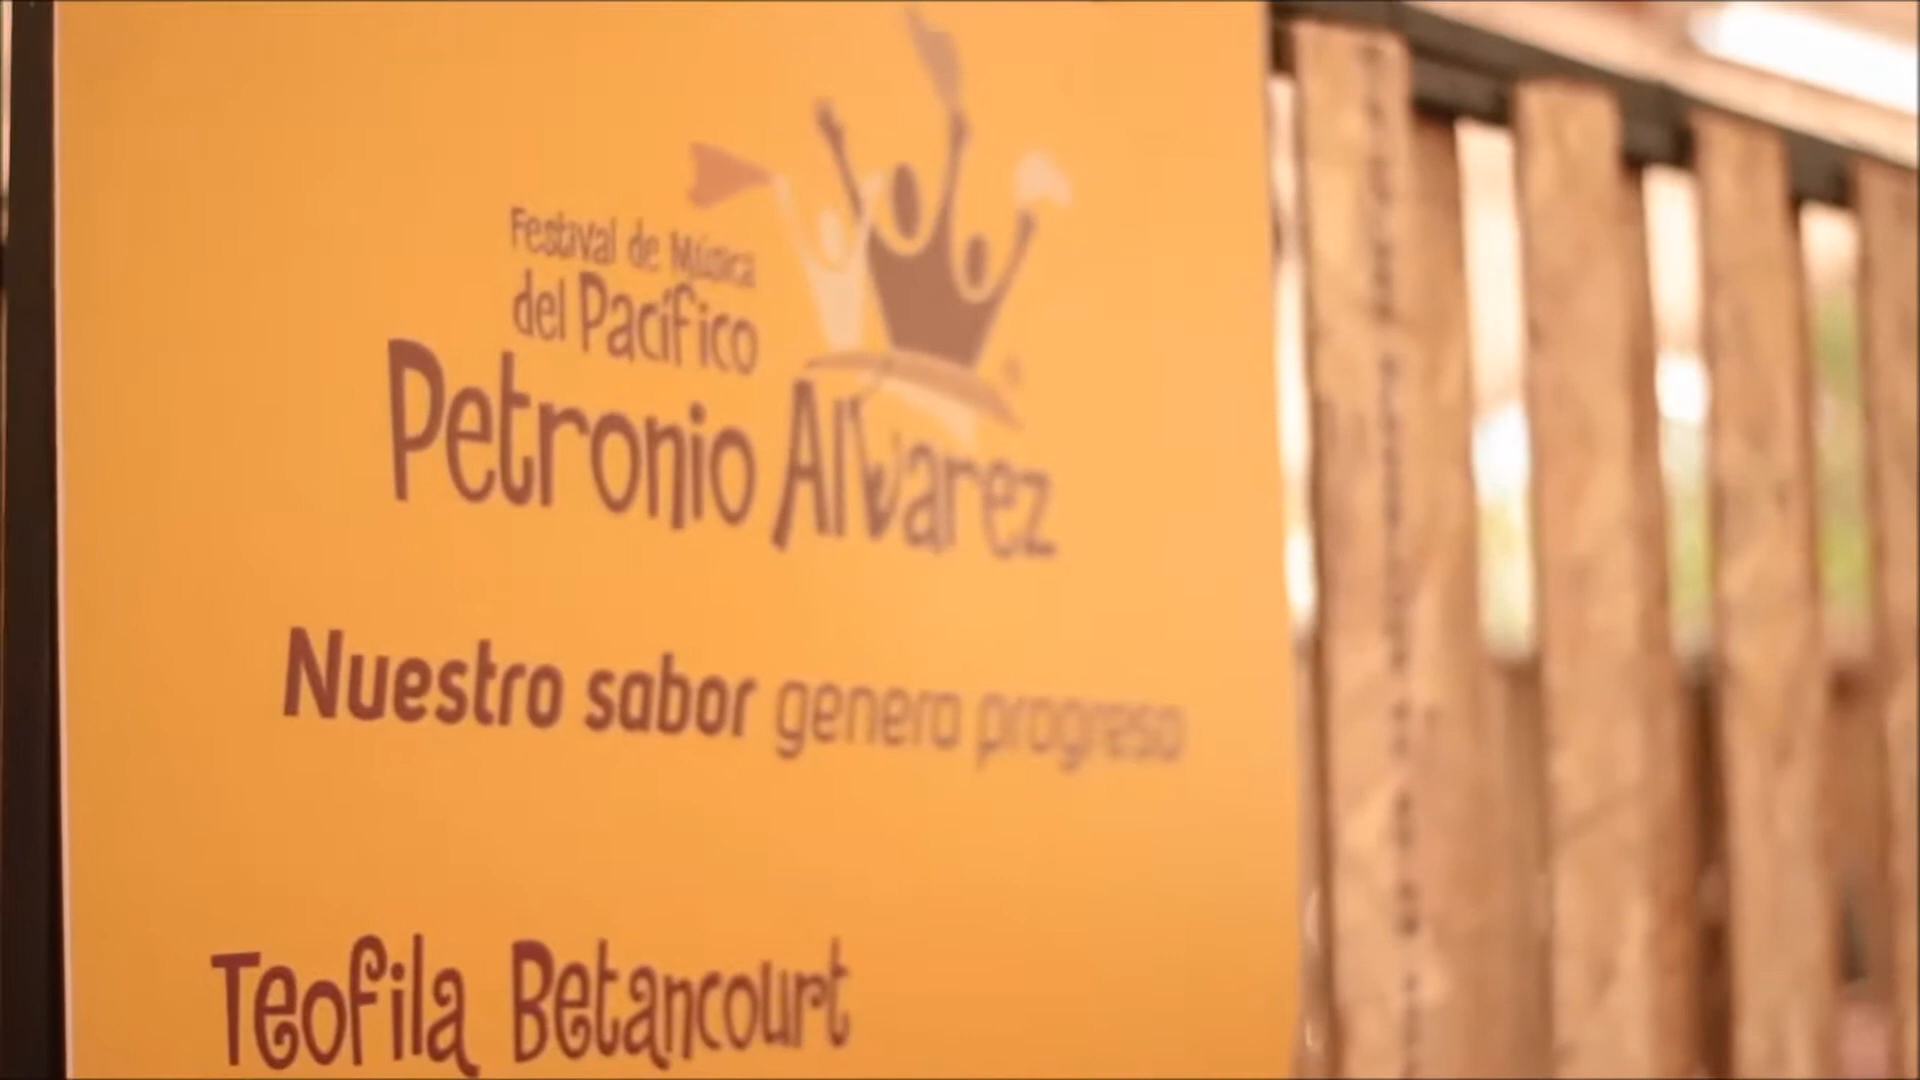 Festival de Música
del Pacífico
Petronio Alvarez
Nuestro sabor genera progreso
Teofila Betancourt